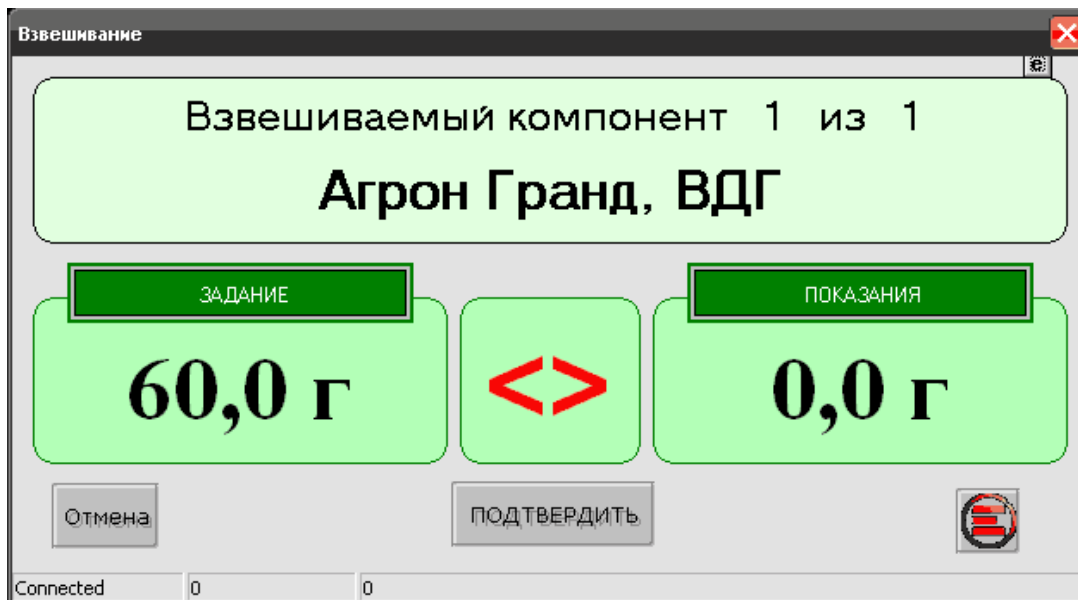 Взвешивание
e
Взвешиваемый компонент 1 из 1
Агрон Гранд, ВДГ
ЗАДАНИЕ
ПОКАЗАНИЯ
60,0 г
<>
0,0 г
Отмена
ПОДТВЕРДИТЬ
Connected 0 0